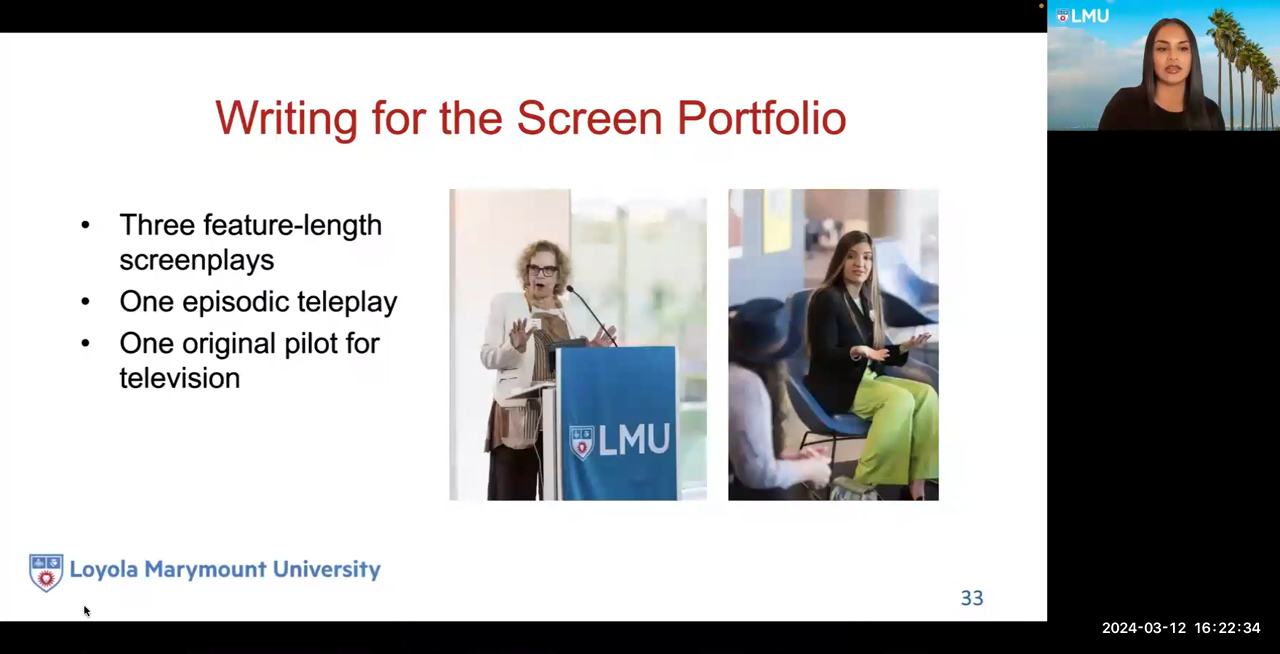 LMU
Writing for the Screen Portfolio
• Three feature-length
screenplays
• One episodic teleplay
• One original pilot for
television
LMU
Loyola Marymount University
33
2024-03-12 16:22:34